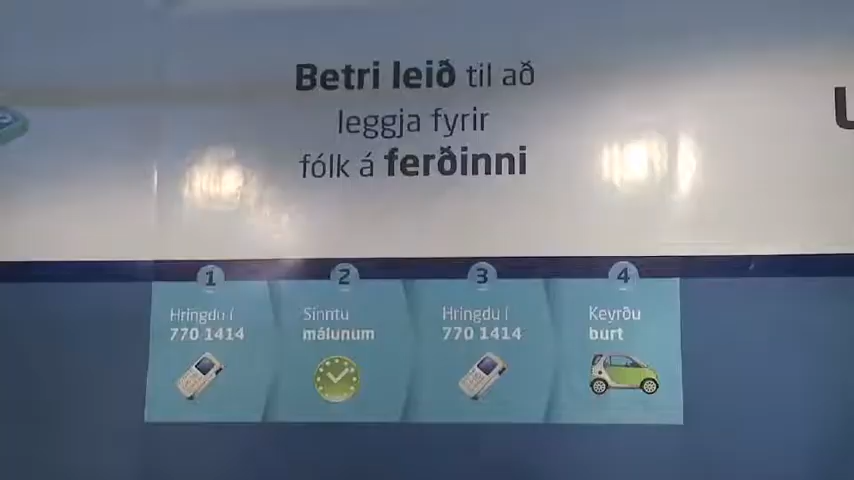 Betri leið til að
leggja fyrir
fólk á ferðinni
1
Hringdu í
770 1414
2
Sinntu
málunum
3
Hringdu í
770 1414
4
Keyrðu
burt